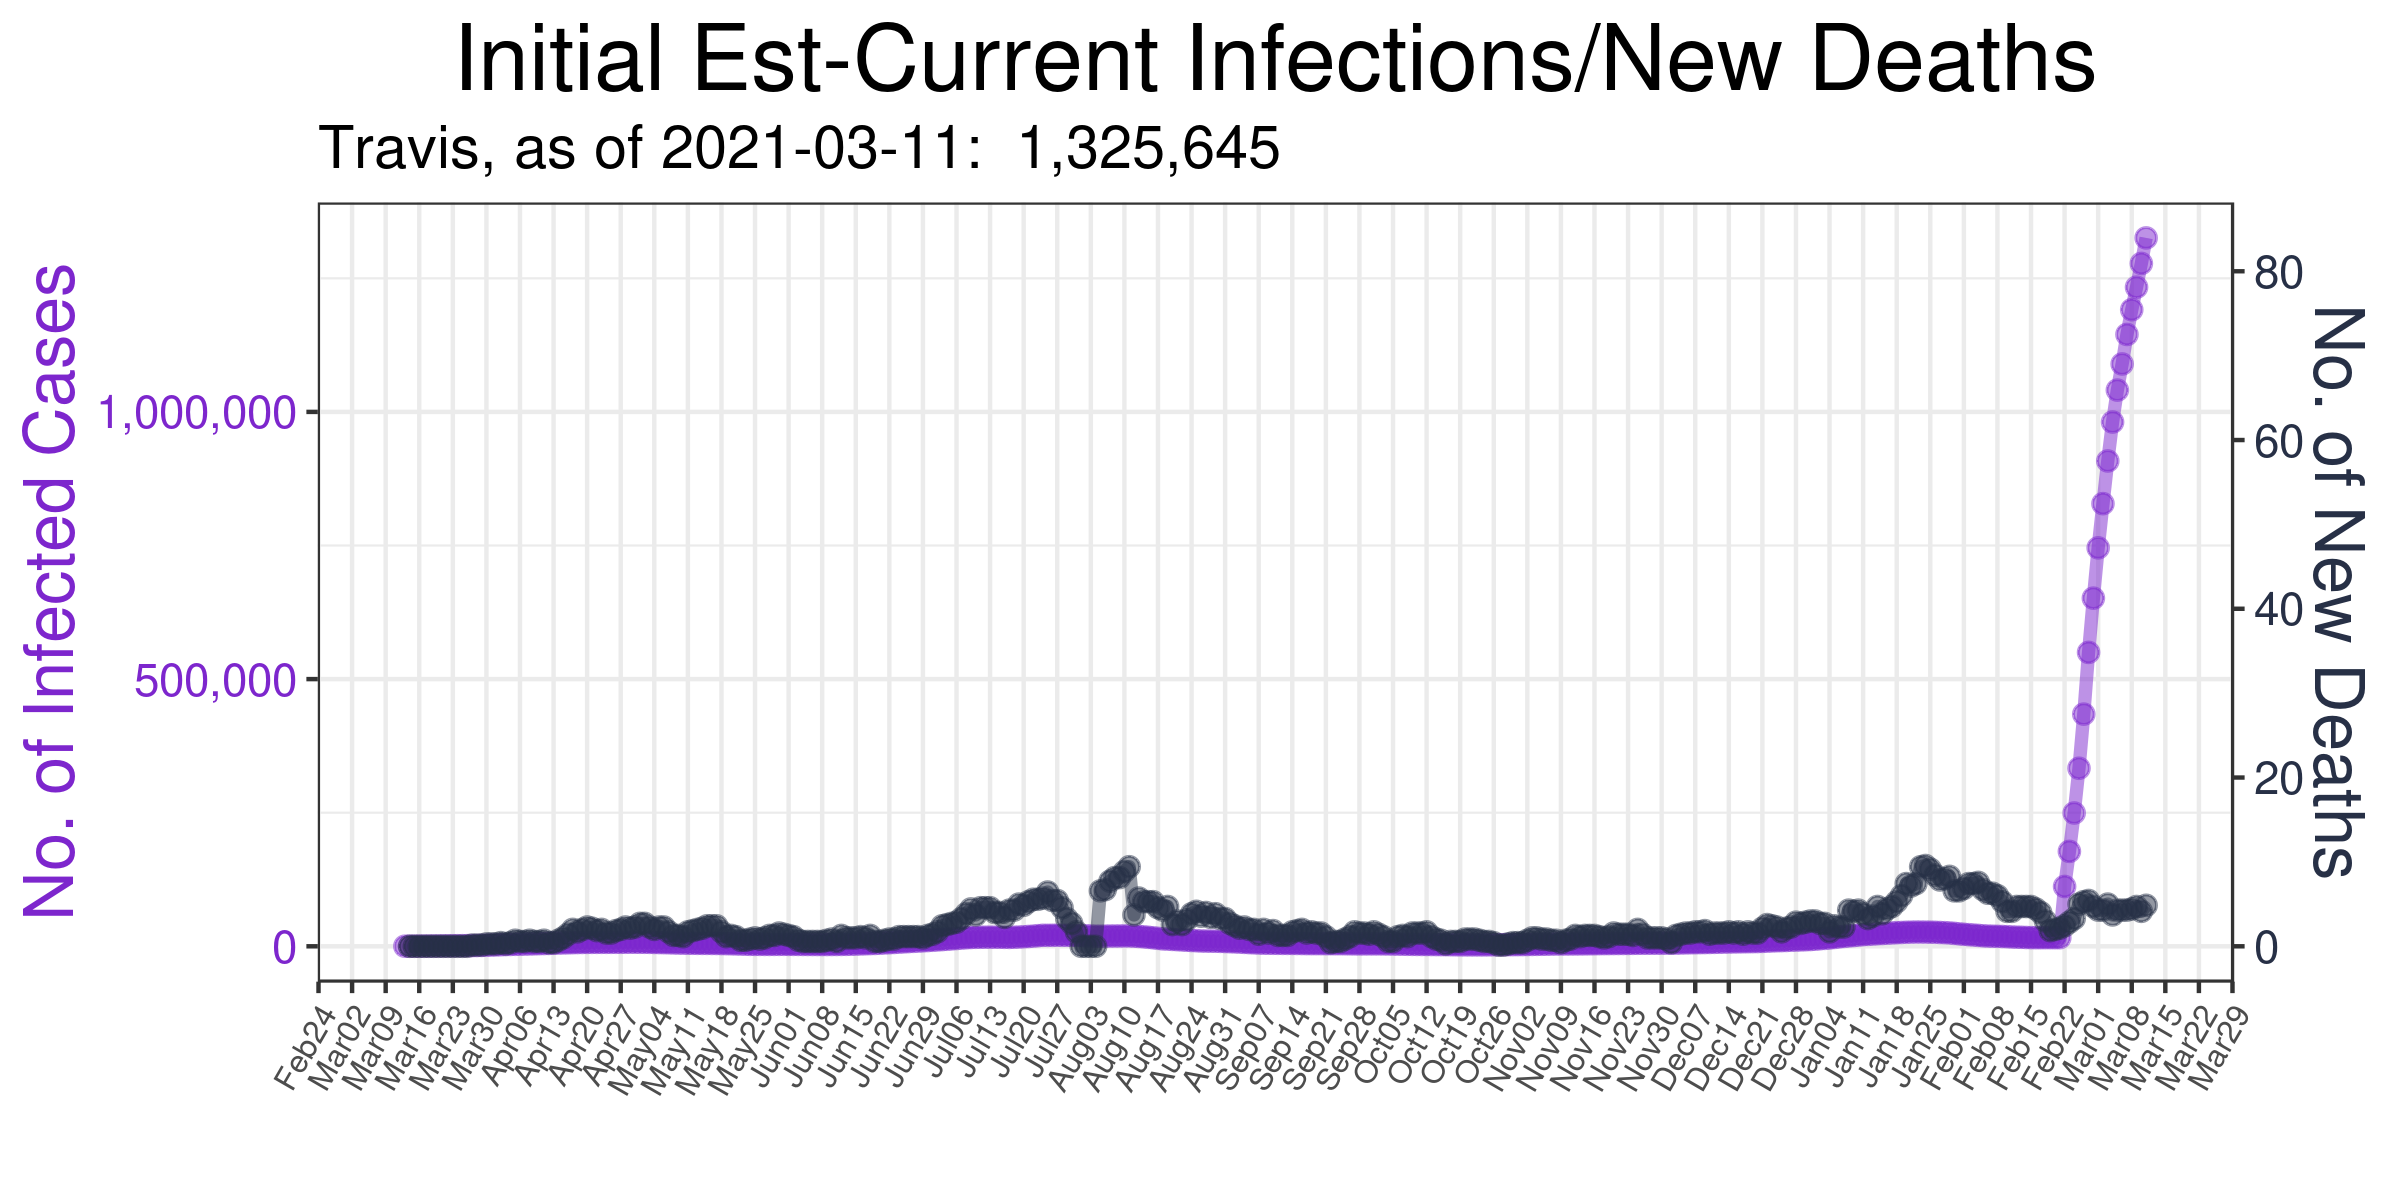 Initial Est-Current Infections/New Deaths
Travis, as of 2021-03-11:  1,325,645
No. of Infected Cases
1,000,000
500,000
0
80
60
40
20
0
No. of New Deaths
Feb24
Mar02
Mar09
Mar16
Mar23
Mar30
Apr06
Apr13
Apr20
Apr27
May04
May11
May18
May25
Jun01
Jun08
Jun15
Jun22
Jun29
Jul06
Jul13
Jul20
Jul27
Aug03
Aug10
Aug17
Aug24
Aug31
Sep07
Sep14
Sep21
Sep28
Oct05
Oct12
Oct19
Oct26
Nov02
Nov09
Nov16
Nov23
Nov30
Dec07
Dec14
Dec21
Dec28
Jan04
Jan11
Jan18
Jan25
Feb01
Feb08
Feb15
Feb22
Mar01
Mar08
Mar15
Mar22
Mar29